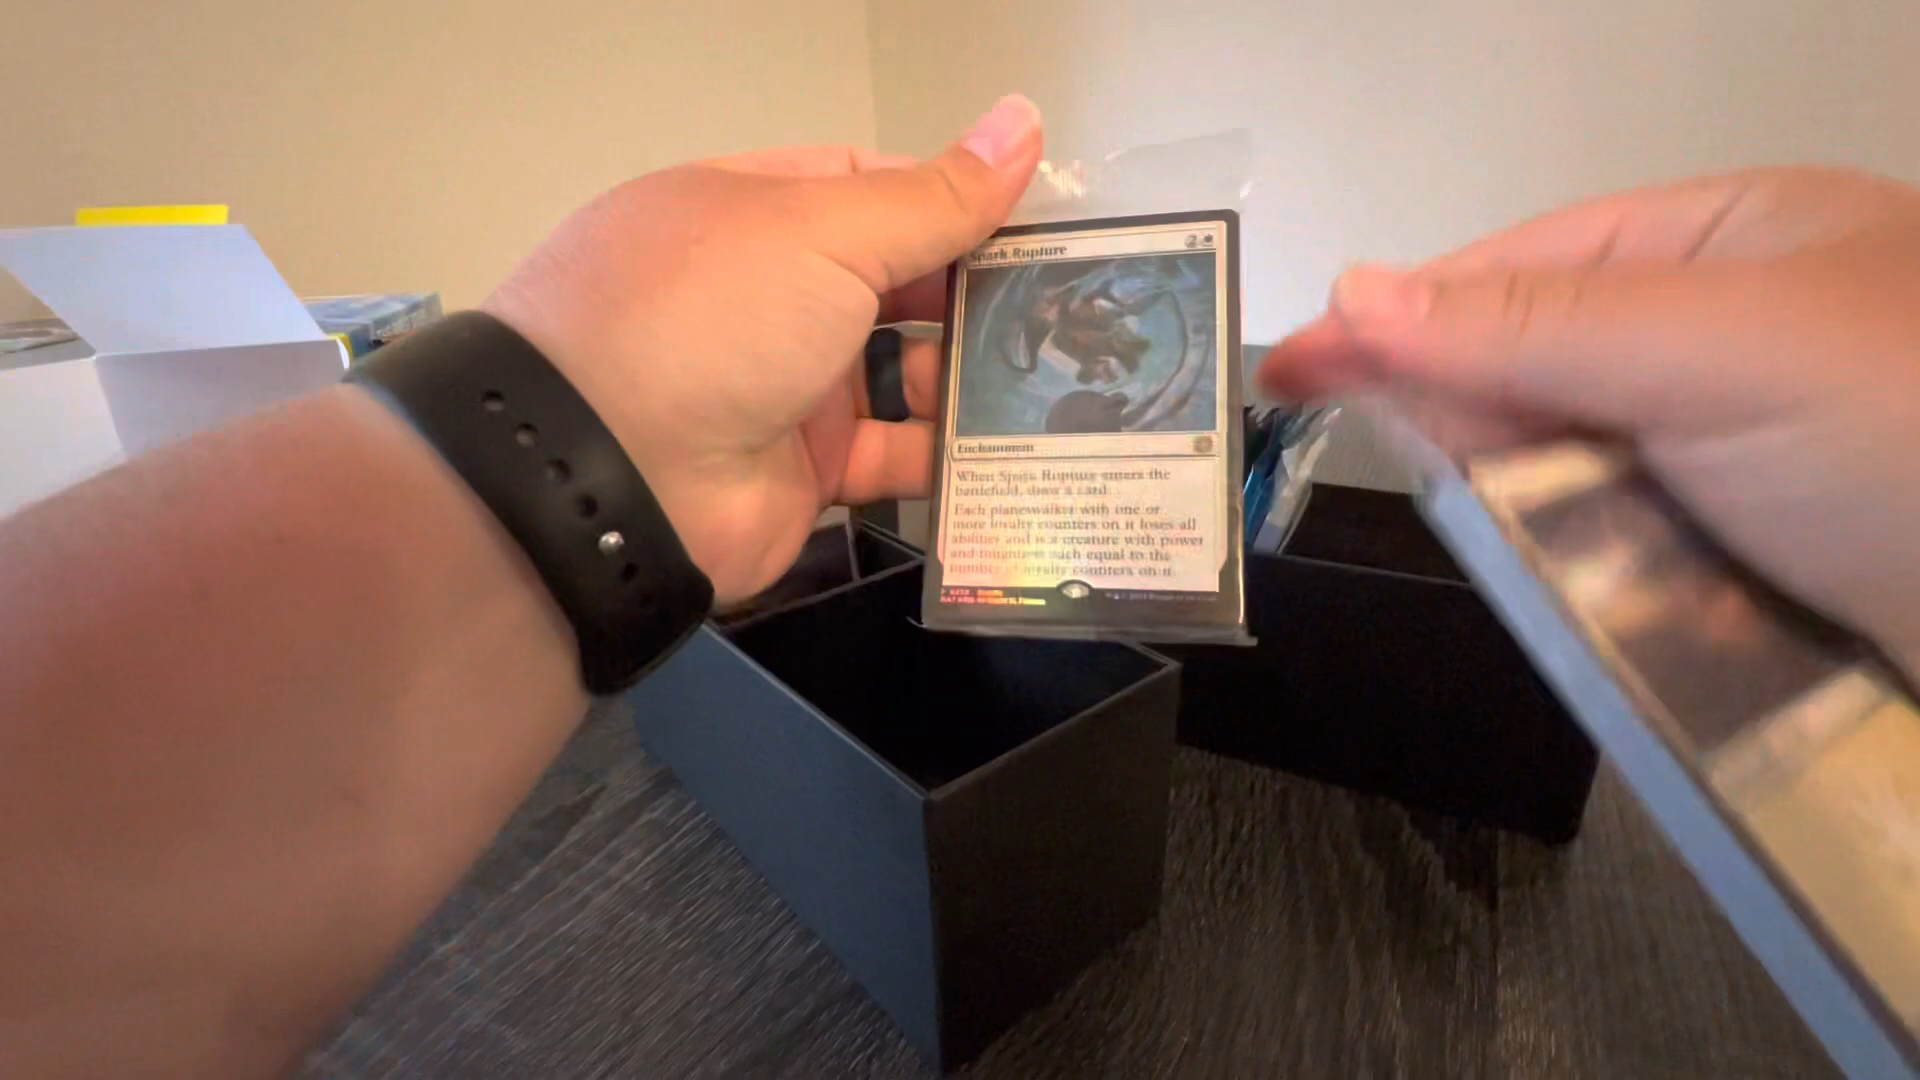 Spark Rupture 2
Enchantment
When Spark Rupture enters the
battlefield, draw a card.
Each planeswalker with one or
more loyalty counters on it loses all
abilities and is a creature with power
and toughness each equal to the
number of loyalty counters on it.